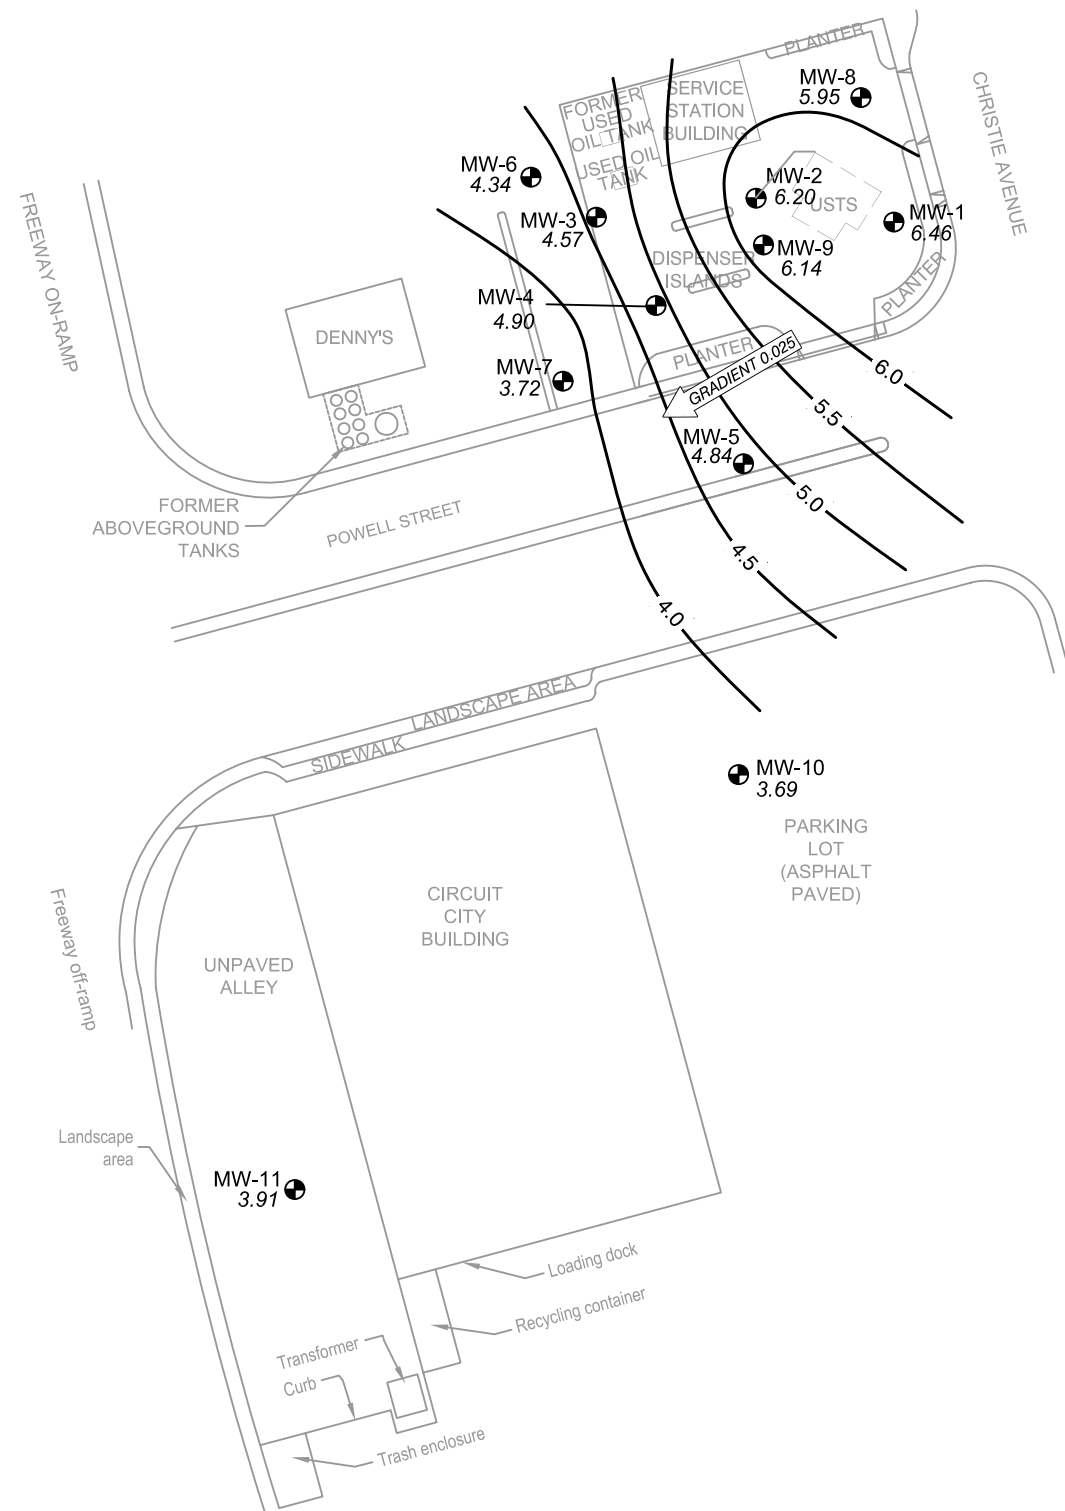 PLANTER
MW-8
5.95
SERVICE
STATION
BUILDING
FORMER
USED
OIL TANK
USED OIL
TANK
CHRISTIE AVENUE
MW-6
4.34
MW-2
6.20
USTS
MW-1
6.46
MW-3
4.57
MW-9
6.14
DISPENSER
ISLANDS
PLANTER
FREEWAY ON-RAMP
MW-4
4.90
DENNY'S
PLANTER
GRADIENT 0.025
MW-7
3.72
6.0
5.5
MW-5
4.84
5.0
4.5
4.0
FORMER
ABOVEGROUND
TANKS
POWELL STREET
LANDSCAPE AREA
SIDEWALK
MW-10
3.69
PARKING
LOT
(ASPHALT
PAVED)
CIRCUIT
CITY
BUILDING
Freeway off-ramp
UNPAVED
ALLEY
Landscape
area
MW-11
3.91
Loading dock
Recycling container
Transformer
Curb
Trash enclosure